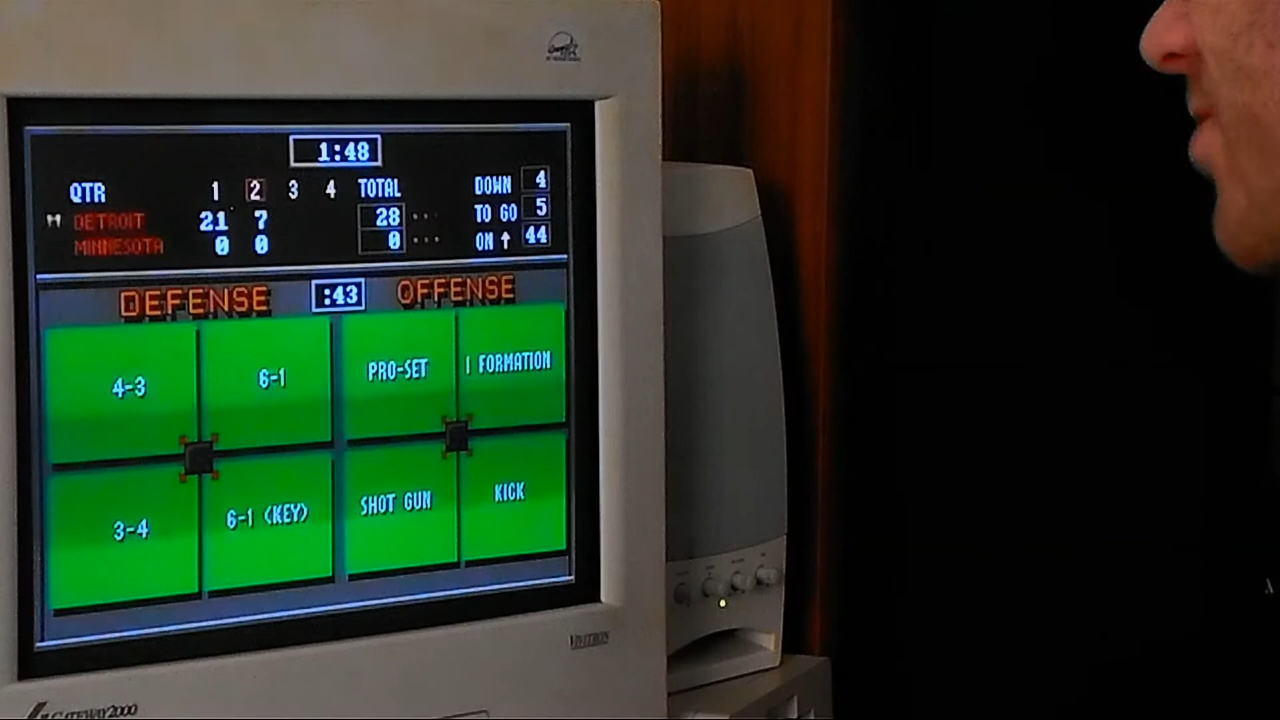 1:48
QTR 1 2 3 4 TOTAL
DETROIT 21 7 28
MINNESOTA 0 0 0
DOWN 4
TO GO 5
ON ↑ 44
DEFENSE :43 OFFENSE
4-3 6-1 PRO-SET I FORMATION
3-4 6-1 (KEY) SHOT GUN KICK
VIVITRON
GATEWAY2000